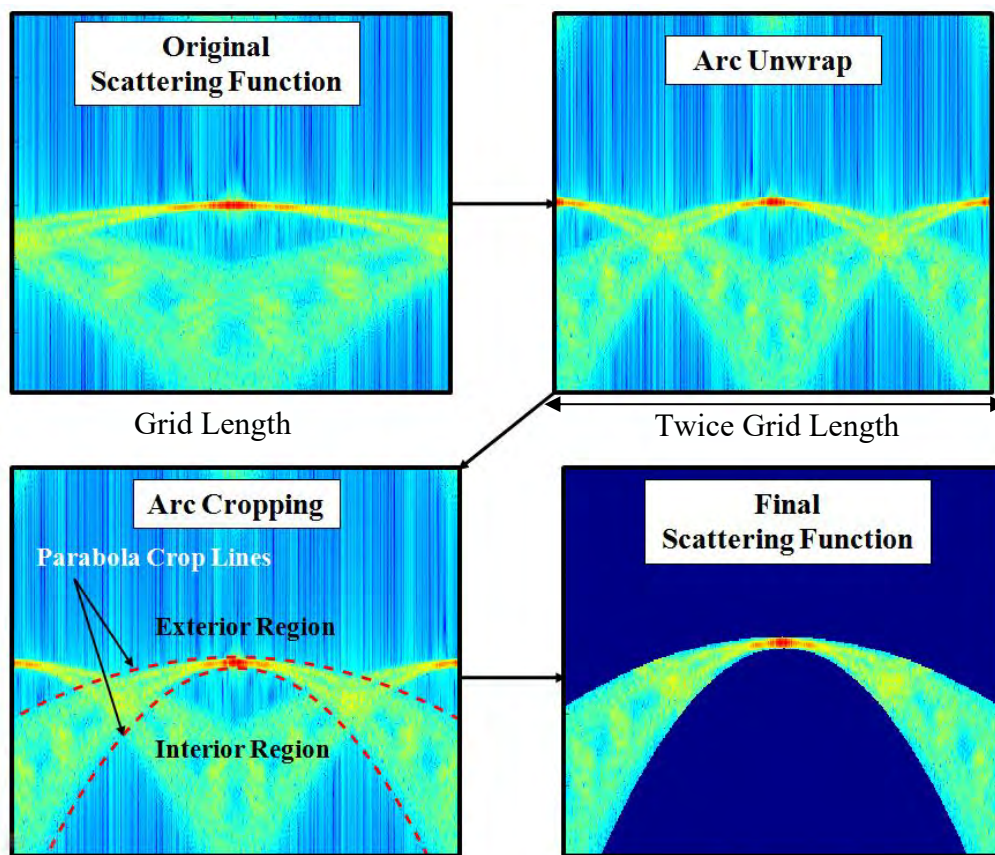 Original
Scattering Function
Arc Unwrap
Grid Length
Twice Grid Length
Arc Cropping
Parabola Crop Lines
Exterior Region
Interior Region
Final
Scattering Function